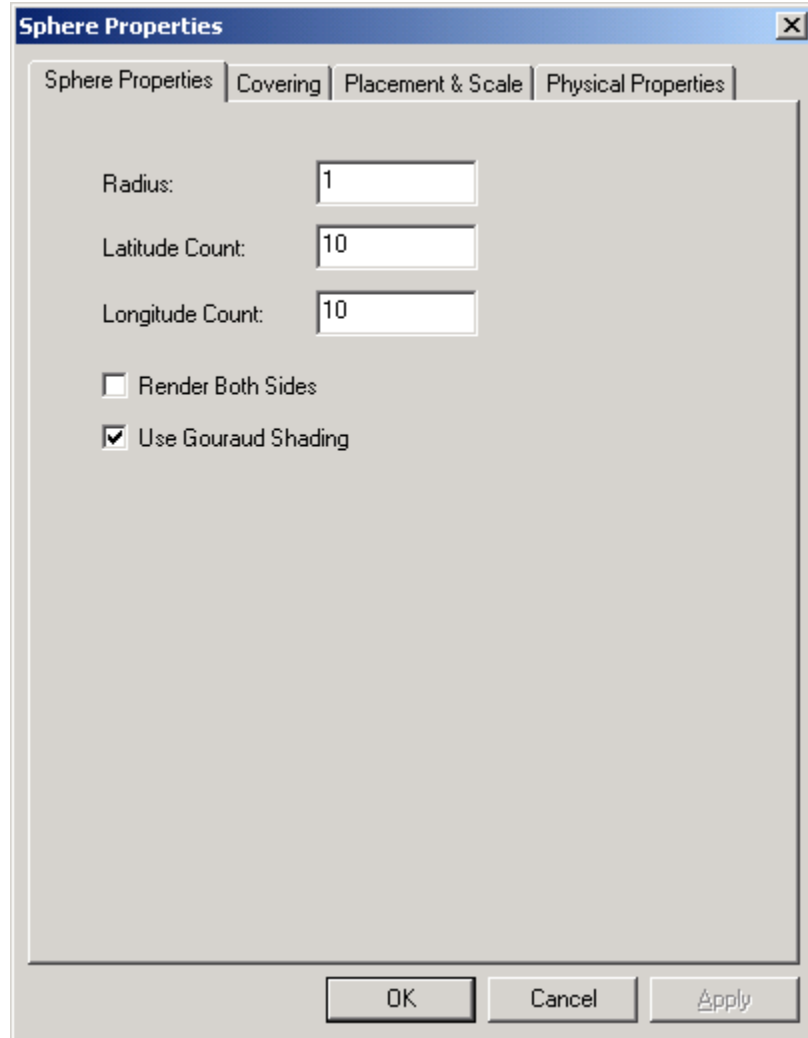 Sphere Properties
Sphere Properties Covering Placement & Scale Physical Properties
Radius: 1
Latitude Count: 10
Longitude Count: 10
Render Both Sides
Use Gouraud Shading
OK Cancel Apply